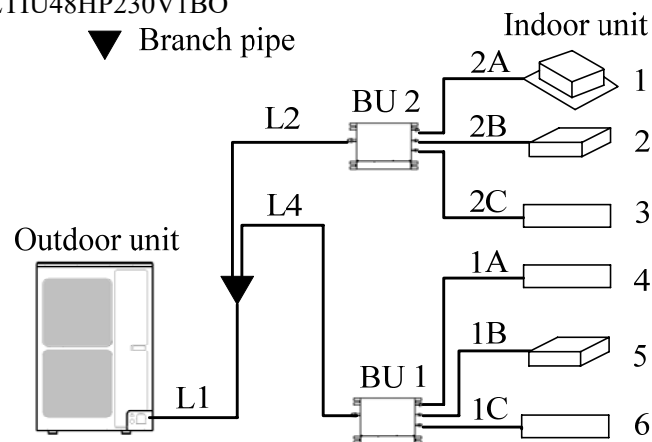 Branch pipe
Indoor unit
2A
1
BU 2
L2
2B
2
L4
2C
3
Outdoor unit
1A
4
1B
5
BU 1
L1
1C
6